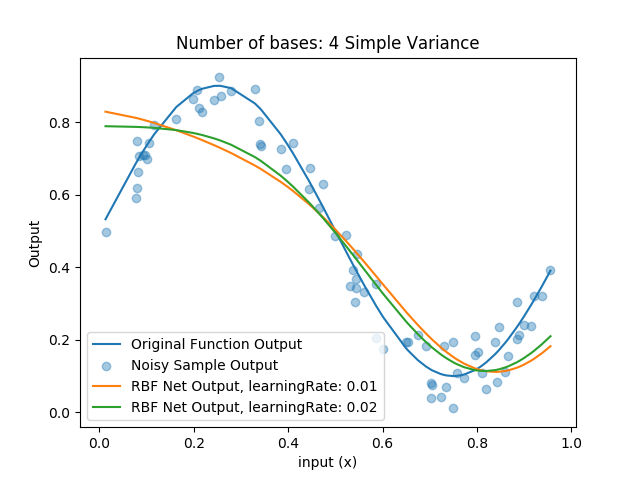 Number of bases: 4 Simple Variance
Output
0.8
0.6
0.4
0.2
0.0
Original Function Output
Noisy Sample Output
RBF Net Output, learningRate: 0.01
RBF Net Output, learningRate: 0.02
0.0 0.2 0.4 0.6 0.8 1.0
input (x)